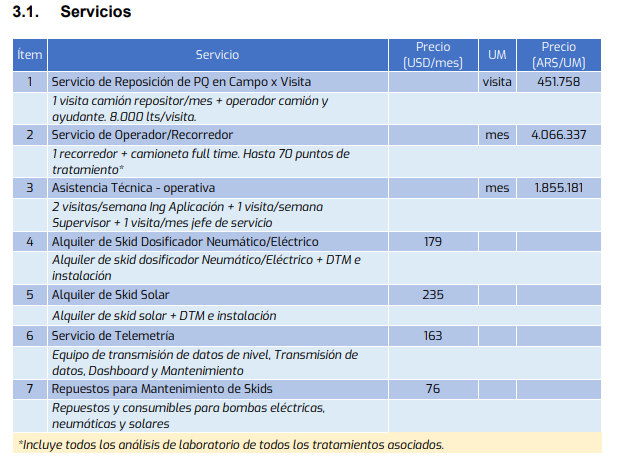 3.1. Servicios
Ítem Servicio Precio [USD/mes] UM Precio [ARS/UM]
1 Servicio de Reposición de PQ en Campo x Visita visita 451.758
1 visita camión repositor/mes + operador camión y
ayudante. 8.000 lts/visita.
2 Servicio de Operador/Recorredor mes 4.066.337
1 recorredor + camioneta full time. Hasta 70 puntos de
tratamiento*
3 Asistencia Técnica - operativa mes 1.855.181
2 visitas/semana Ing Aplicación + 1 visita/semana
Supervisor + 1 visita/mes jefe de servicio
4 Alquiler de Skid Dosificador Neumático/Eléctrico 179
Alquiler de skid dosificador Neumático/Eléctrico + DTM e
instalación
5 Alquiler de Skid Solar 235
Alquiler de skid solar + DTM e instalación
6 Servicio de Telemetría 163
Equipo de transmisión de datos de nivel, Transmisión de
datos, Dashboard y Mantenimiento
7 Repuestos para Mantenimiento de Skids 76
Repuestos y consumibles para bombas eléctricas,
neumáticas y solares
*Incluye todos los análisis de laboratorio de todos los tratamientos asociados.